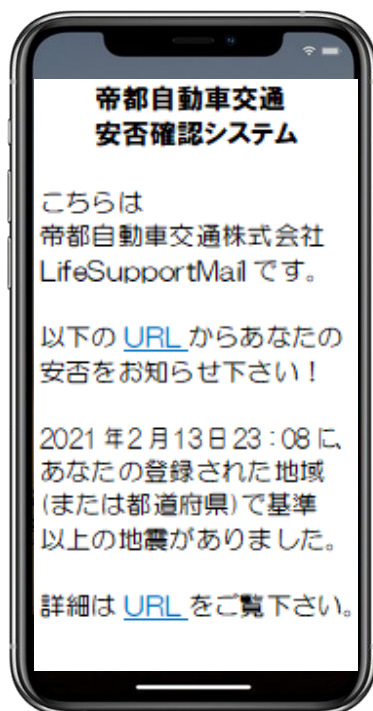 帝都自動車交通
安否確認システム
こちらは
帝都自動車交通株式会社
LifeSupportMail です。
以下の URL からあなたの
安否をお知らせ下さい！
2021 年2月13日23：08 に、
あなたの登録された地域
(または都道府県)で基準
以上の地震がありました。
詳細は URL をご覧下さい。